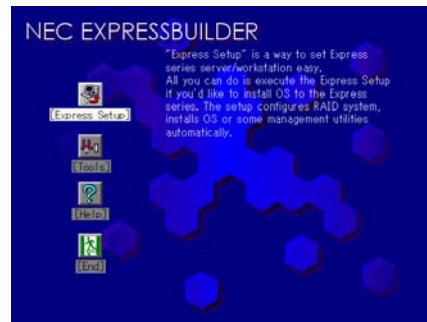 NEC EXPRESSBUILDER
"Express Setup" is a way to set Express
series server/workstation easy.
All you can do is execute the Express Setup
if you'd like to install OS to the Express
series. The setup configures RAID system,
installs OS or some management utilities
automatically.
[Express Setup]
[Tools]
[Help]
[End]